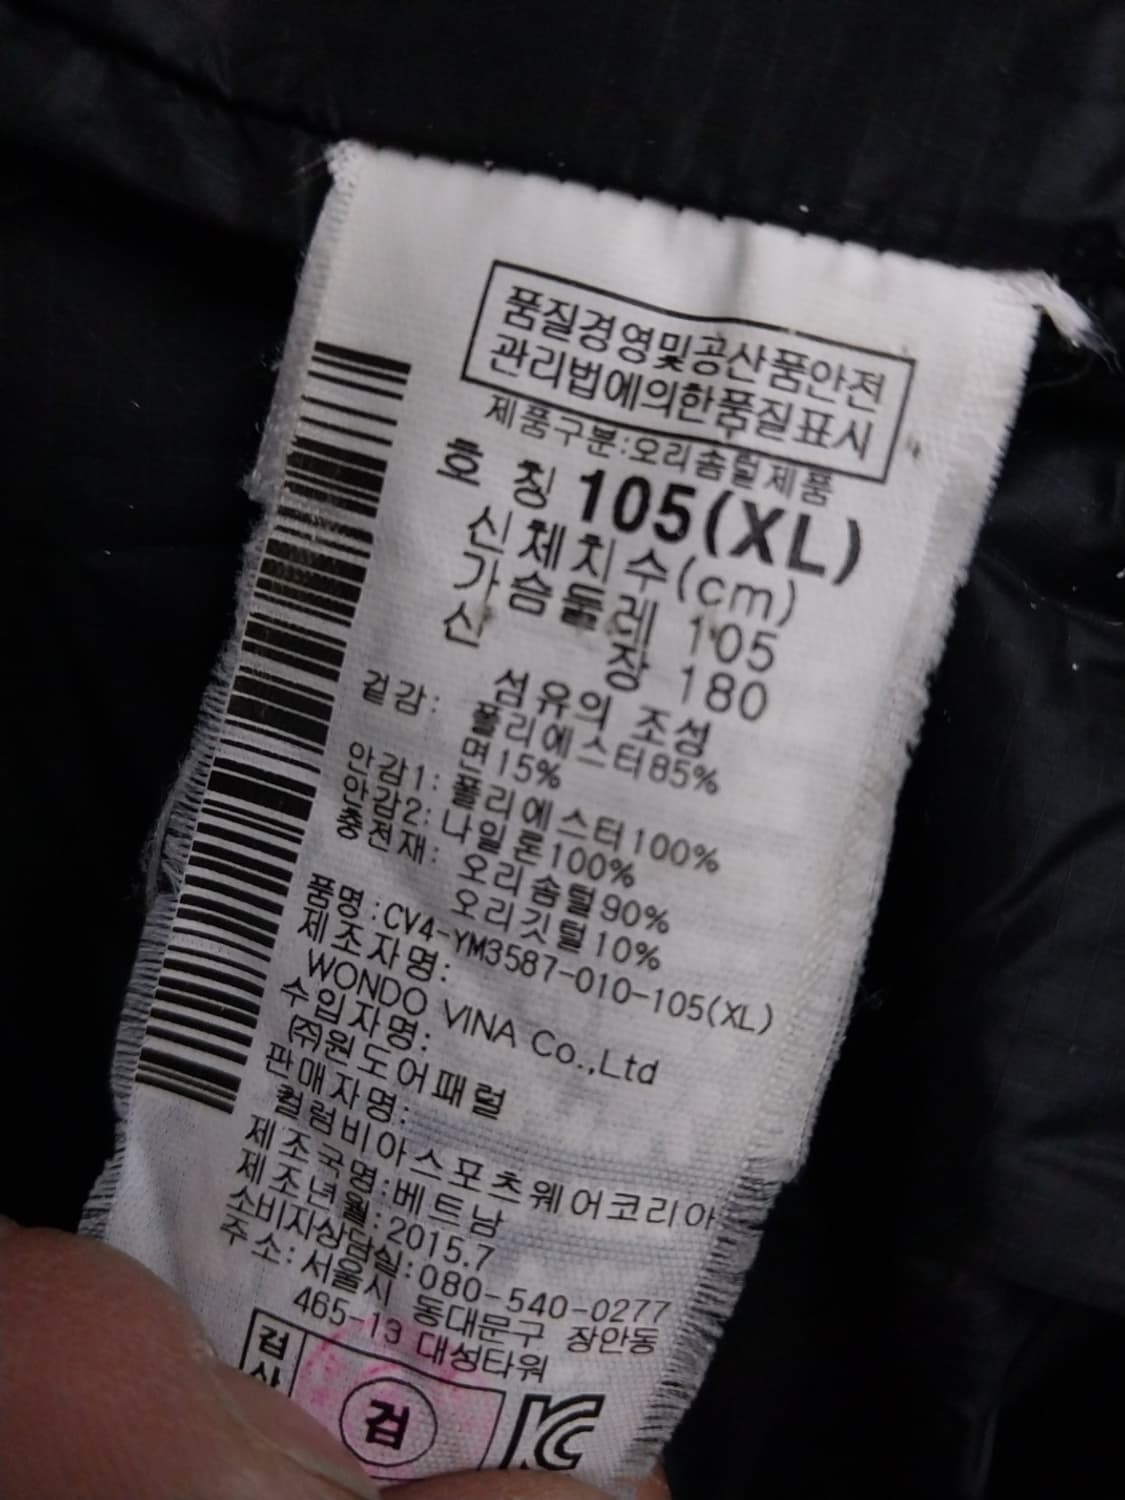 품질경영및공산품안전
관리법에의한품질표시
제품구분:오리솜털제품
호 칭 105(XL)
신체치수(cm)
가슴둘레 105
신 장 180
섬유의 조성
겉감: 폴리에스터85%
면15%
안감1: 폴리에스터100%
안감2: 나일론100%
충전재: 오리솜털90%
오리깃털10%
품명:CV4-YM3587-010-105(XL)
제조자명:
WONDO VINA Co.,Ltd
수입자명:
(주)원도어패럴
판매자명:
컬럼비아스포츠웨어코리아
제조국명:베트남
제조년월:2015.7
소비자상담실:080-540-0277
주소:서울시 동대문구 장안동
465-13 대성타워
검사
검
KC